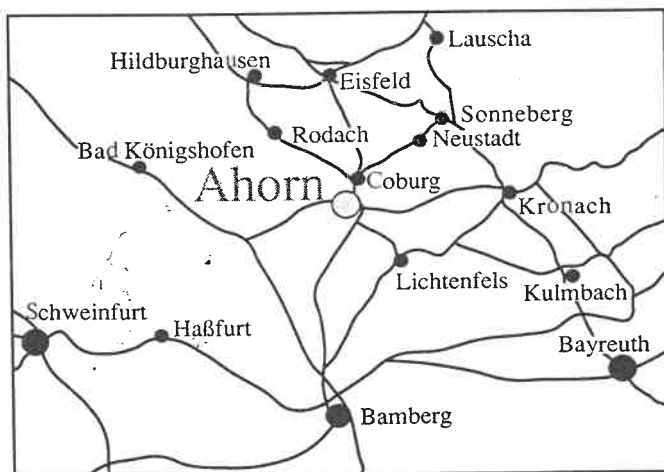 Lauscha
Hildburghausen
Eisfeld
Sonneberg
Rodach
Neustadt
Bad Königshofen
Ahorn
Coburg
Kronach
Lichtenfels
Kulmbach
Schweinfurt
Haßfurt
Bayreuth
Bamberg